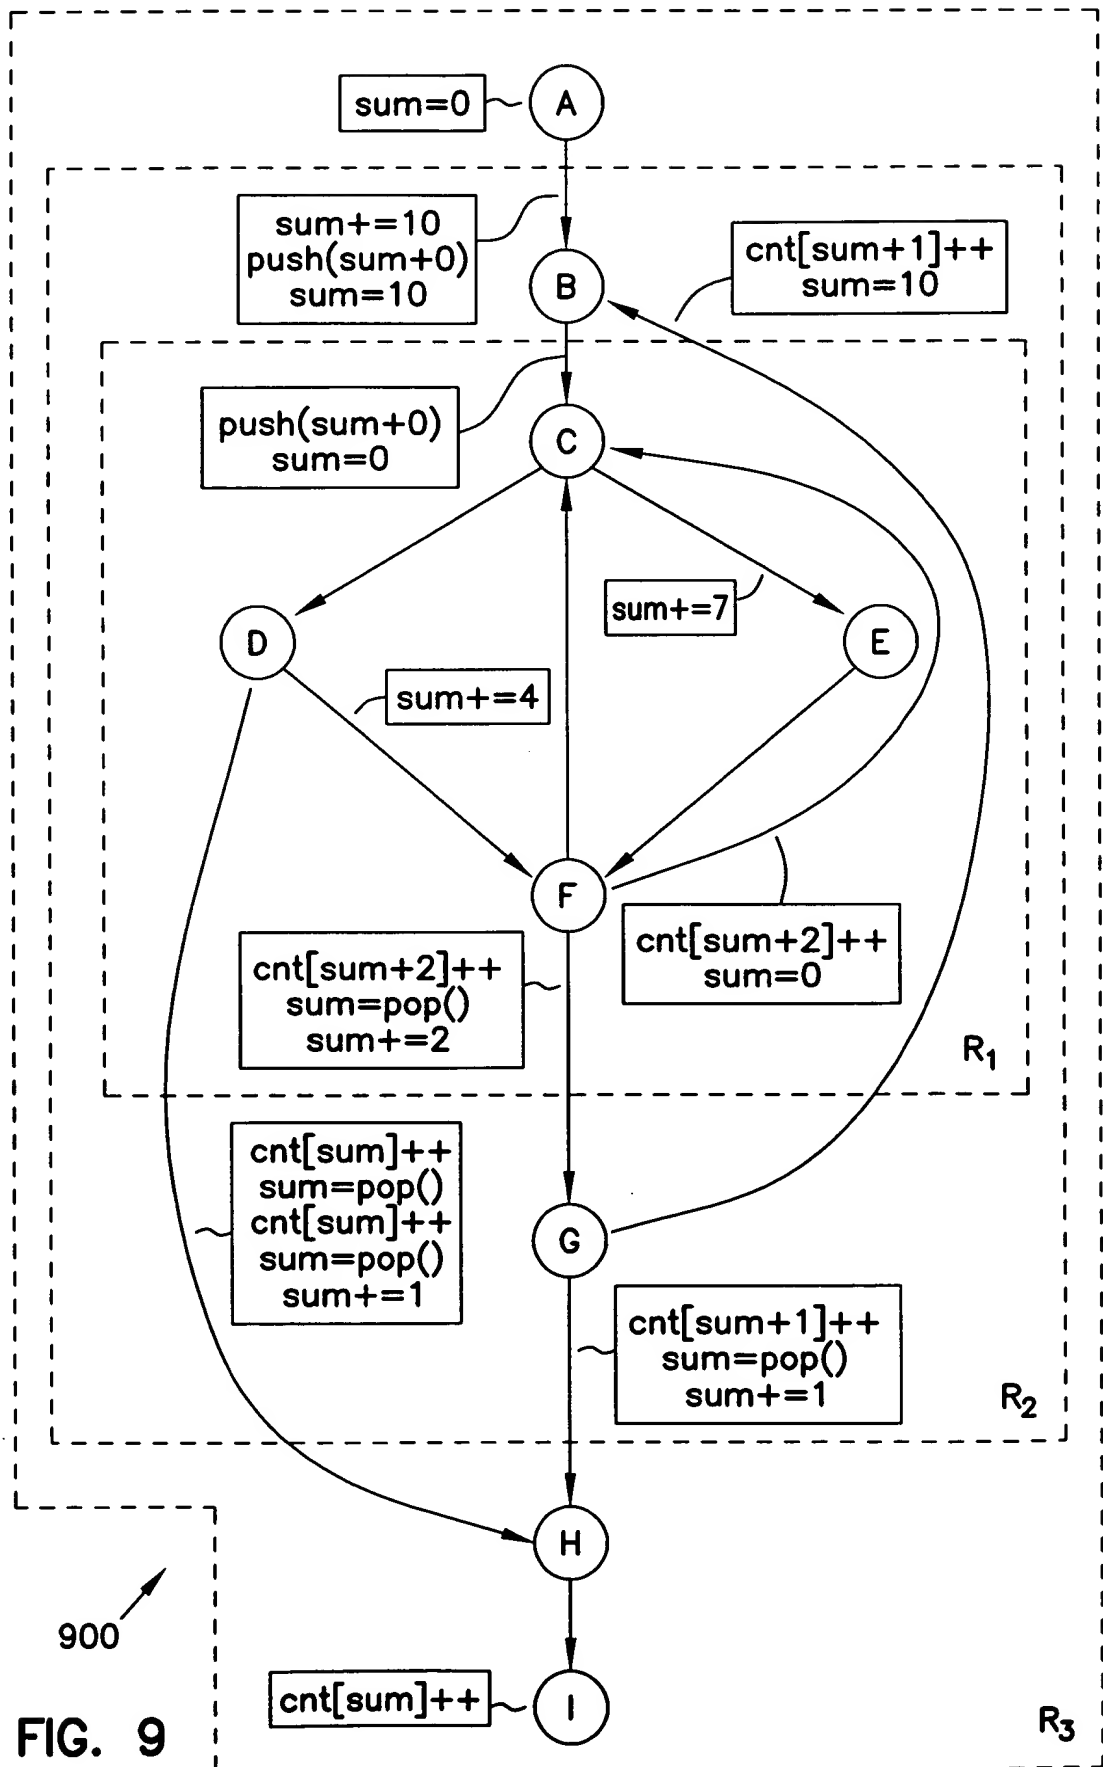 sum=0
A
sum+=10
push(sum+0)
sum=10
cnt[sum+1]++
sum=10
B
push(sum+0)
sum=0
C
sum+=7
D
E
sum+=4
F
cnt[sum+2]++
sum=pop()
sum+=2
cnt[sum+2]++
sum=0
R1
cnt[sum]++
sum=pop()
cnt[sum]++
sum=pop()
sum+=1
G
cnt[sum+1]++
sum=pop()
sum+=1
R2
H
900
cnt[sum]++
I
FIG. 9
R3